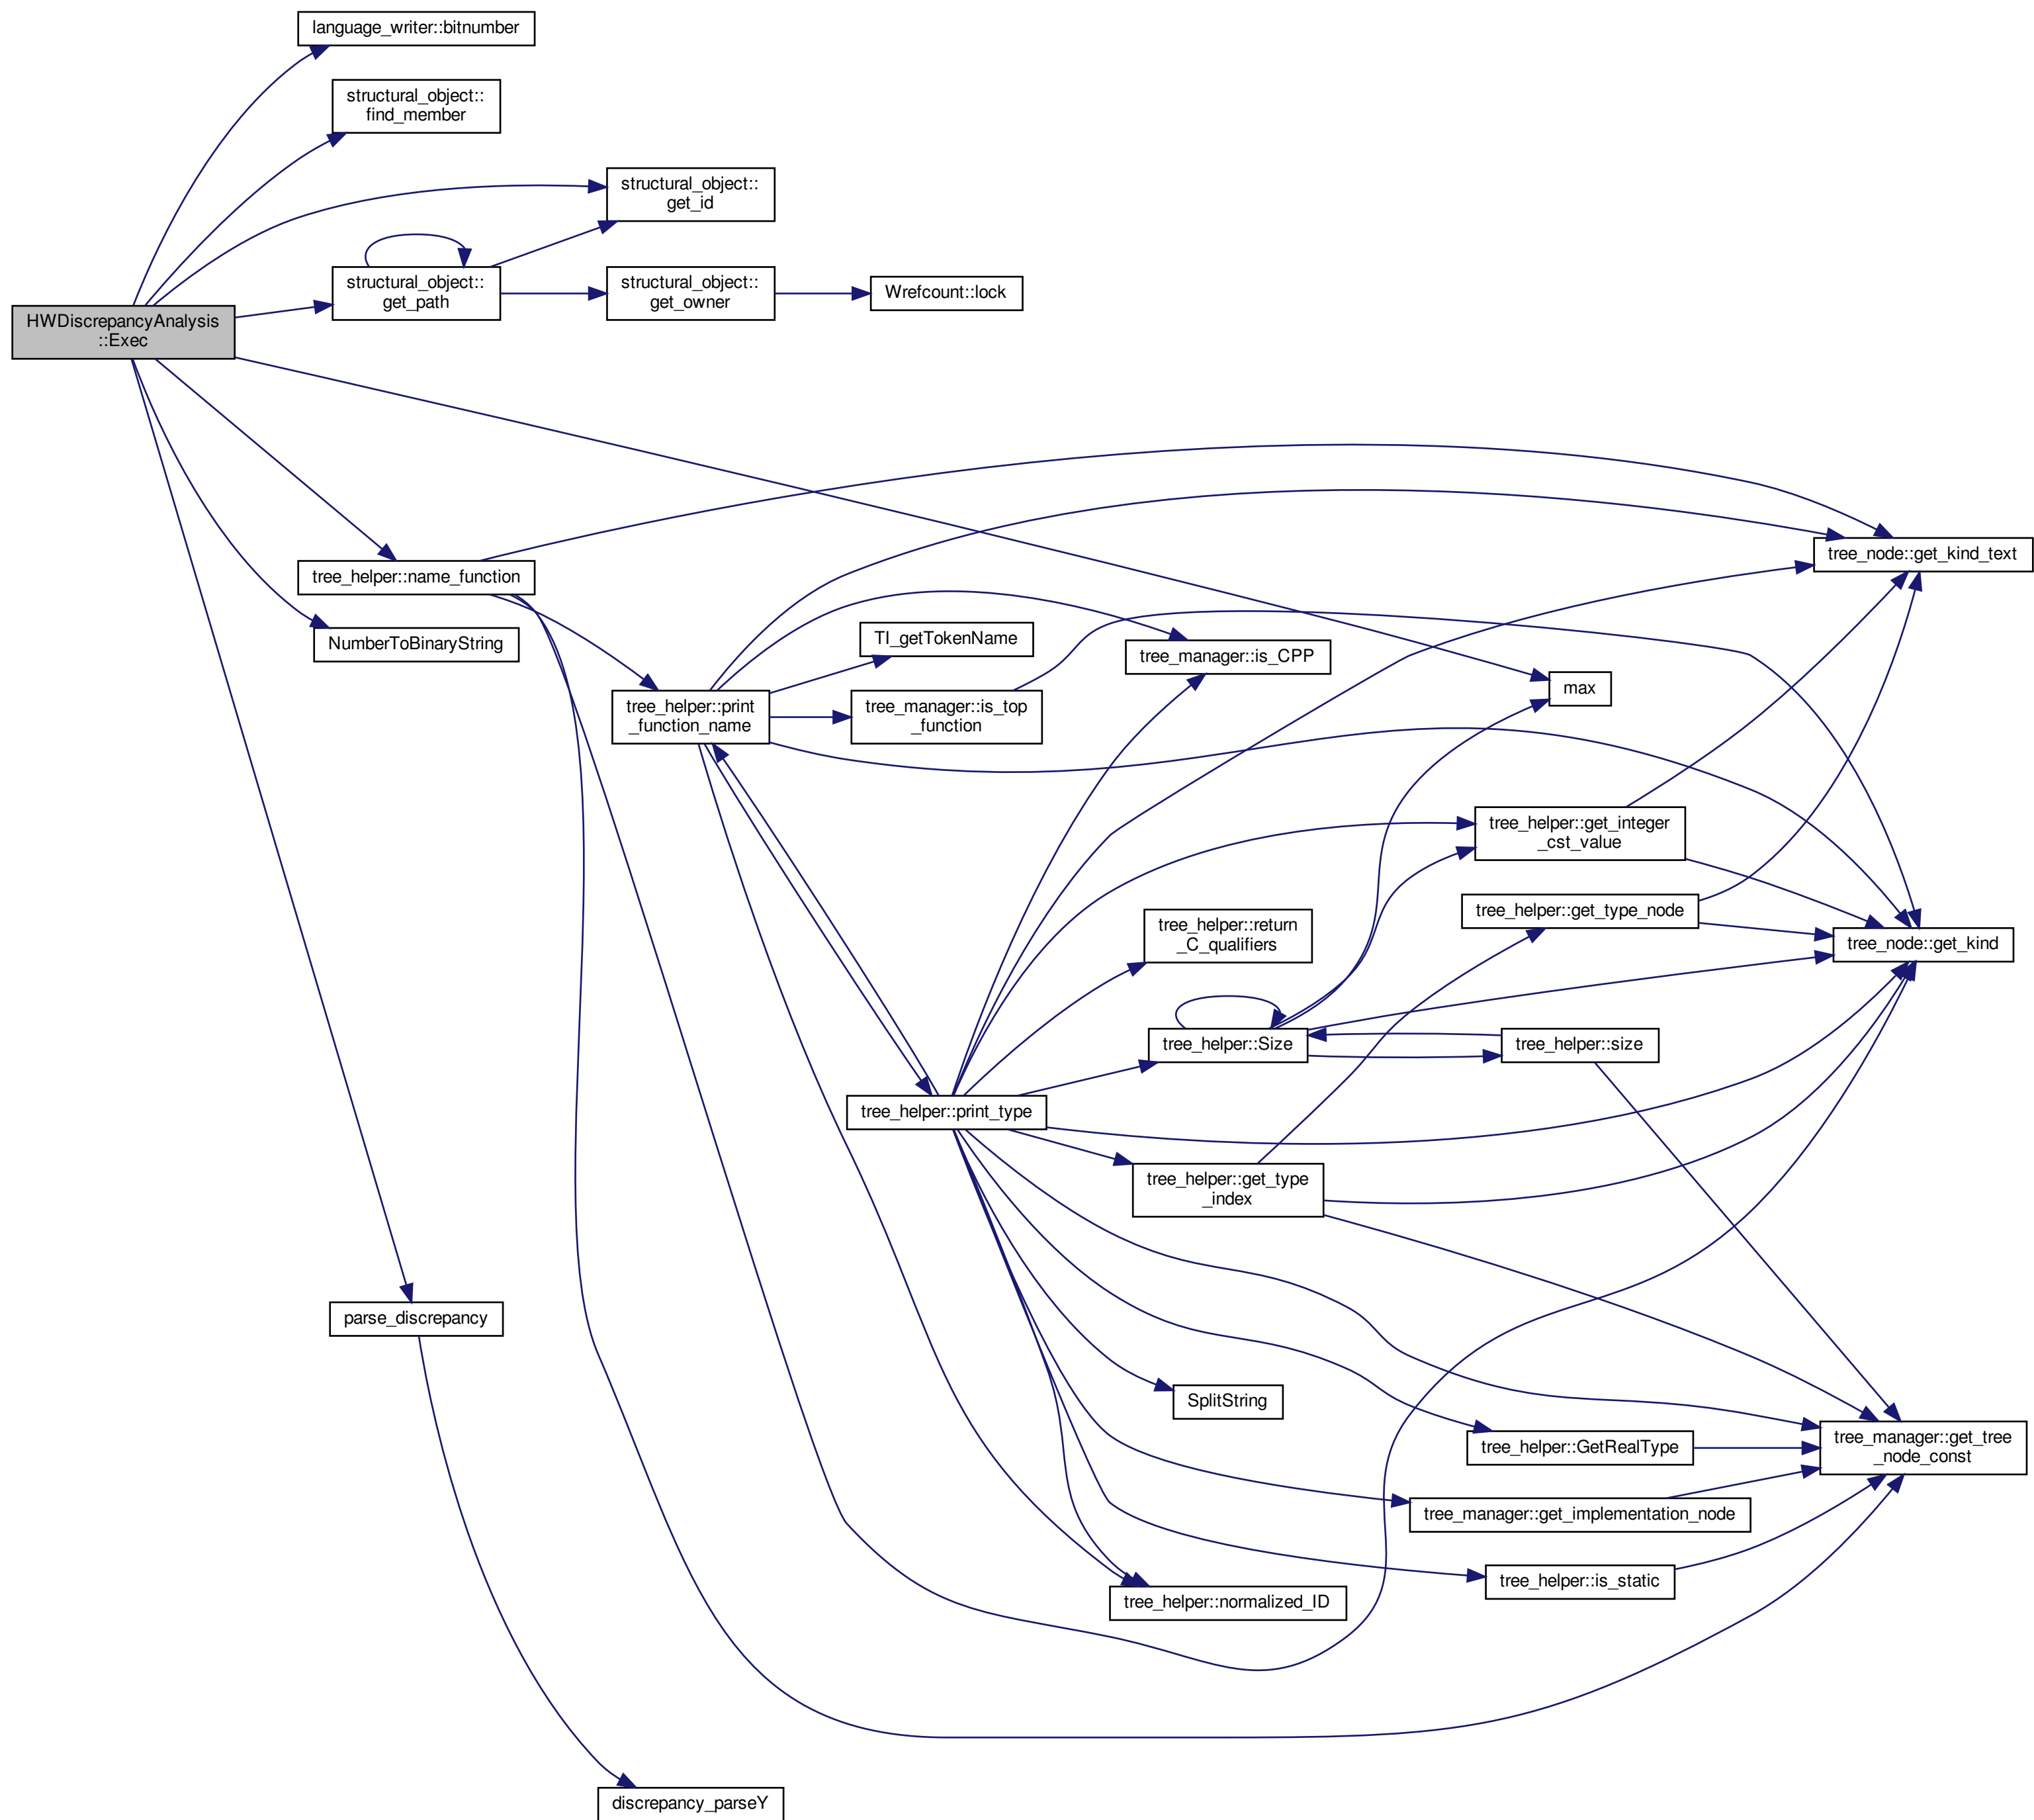 language_writer::bitnumber
structural_object::
find_member
structural_object::
get_id
structural_object::
get_path
structural_object::
get_owner
Wrefcount::lock
HWDiscrepancyAnalysis
::Exec
tree_node::get_kind_text
tree_helper::name_function
NumberToBinaryString
TI_getTokenName
tree_manager::is_CPP
max
tree_helper::print
_function_name
tree_manager::is_top
_function
tree_helper::get_integer
_cst_value
tree_helper::get_type_node
tree_helper::return
_C_qualifiers
tree_node::get_kind
tree_helper::Size
tree_helper::size
tree_helper::print_type
tree_helper::get_type
_index
parse_discrepancy
SplitString
tree_helper::GetRealType
tree_manager::get_tree
_node_const
tree_manager::get_implementation_node
tree_helper::is_static
tree_helper::normalized_ID
discrepancy_parseY